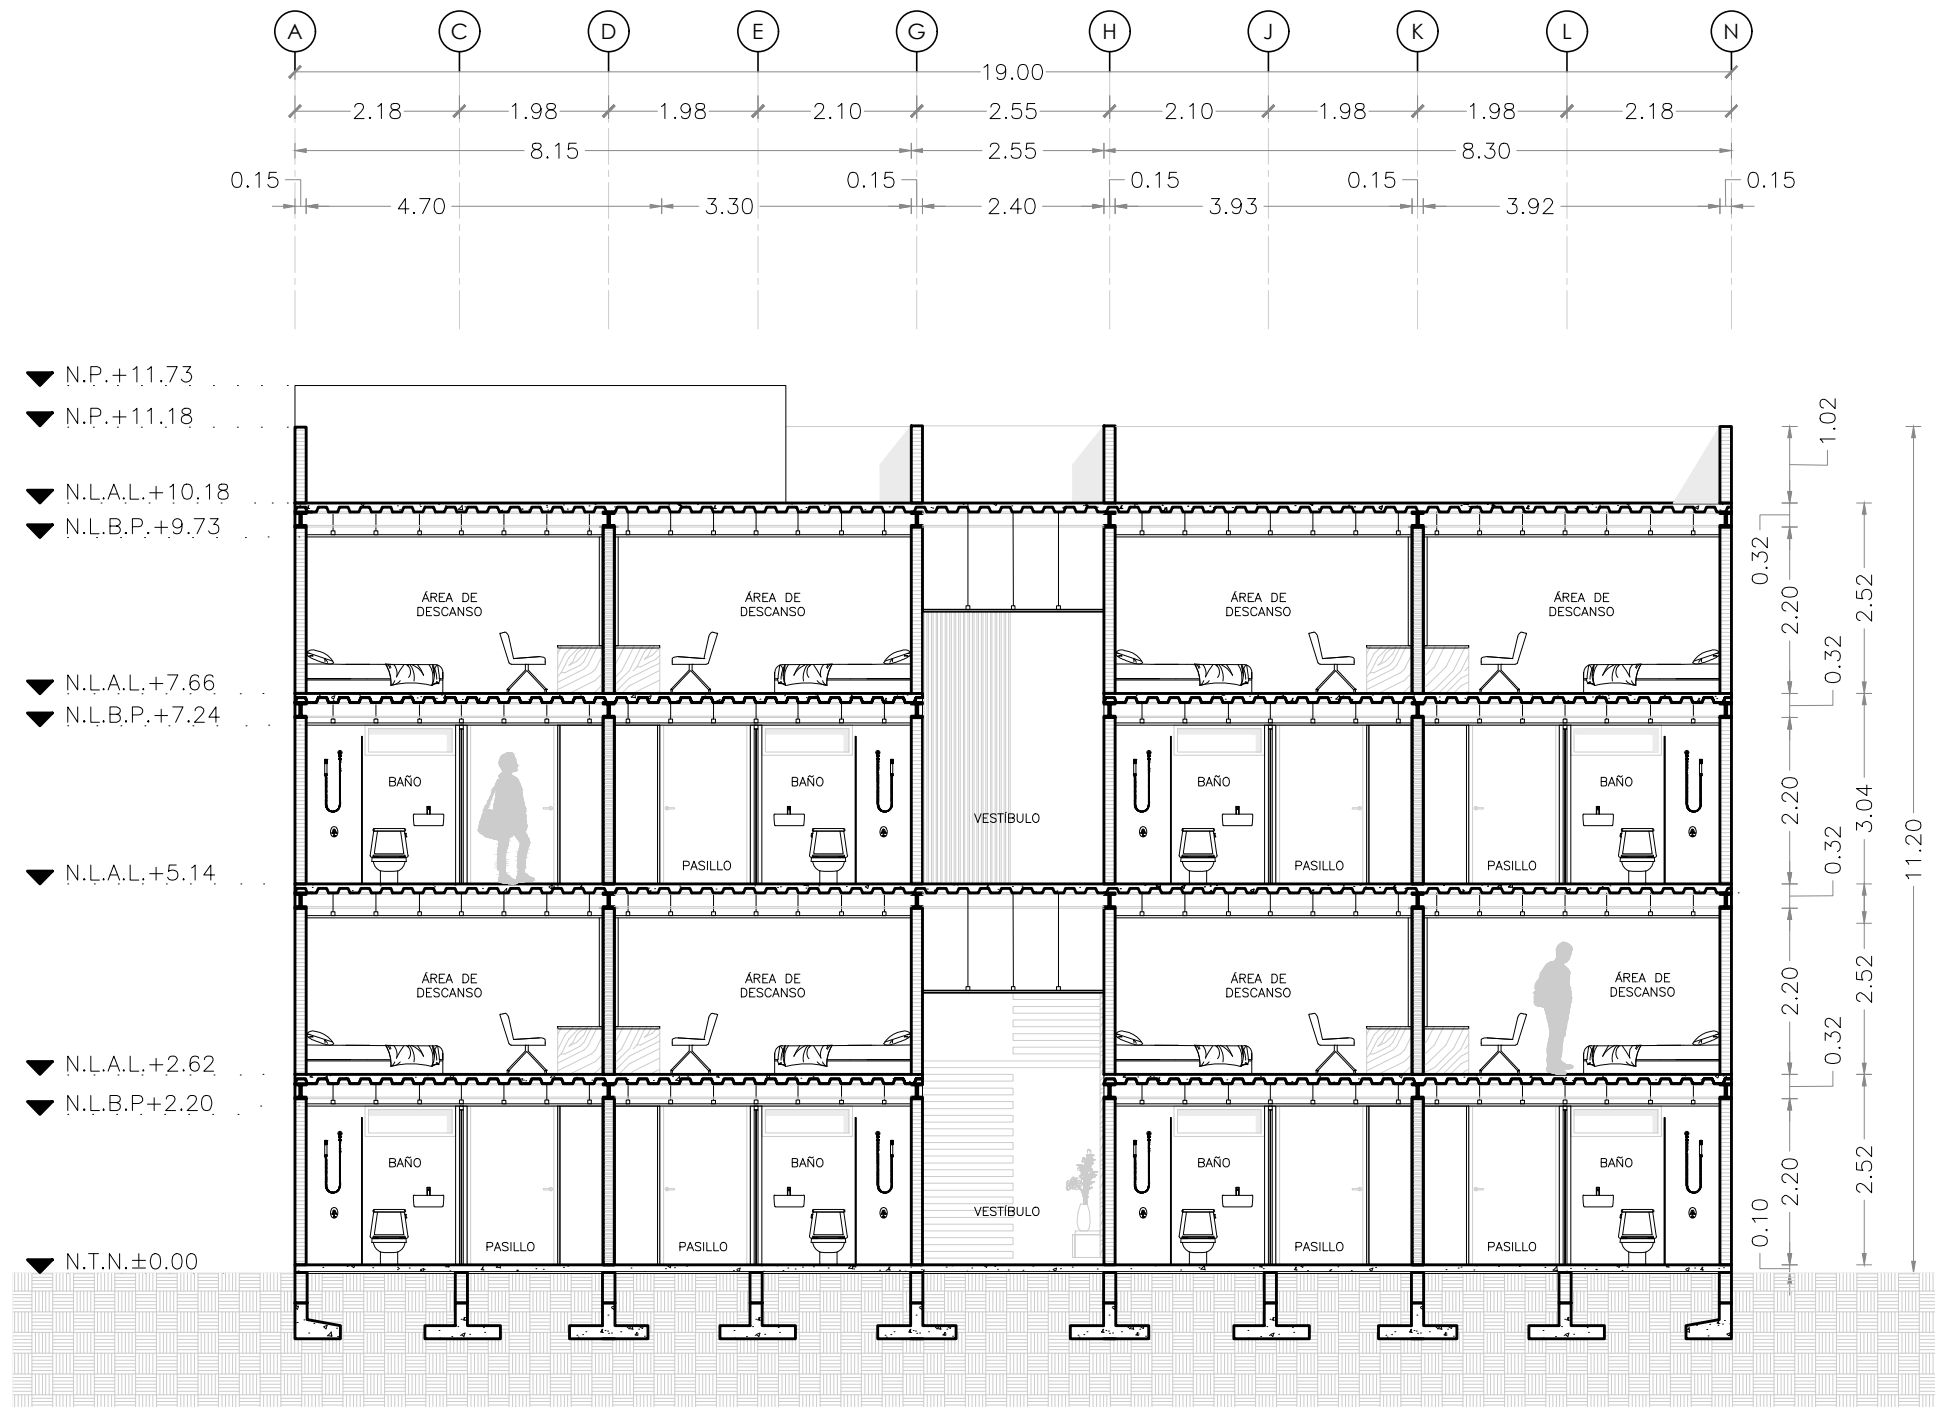 A C D E G H J K L N
19.00
2.18 1.98 1.98 2.10 2.55 2.10 1.98 1.98 2.18
8.15 2.55 8.30
0.15 0.15 0.15 0.15 0.15
4.70 3.30 2.40 3.93 3.92
N.P.+11.73
N.P.+11.18
1.02
N.L.A.L.+10.18
N.L.B.P.+9.73
0.32
ÁREA DE
DESCANSO
ÁREA DE
DESCANSO
ÁREA DE
DESCANSO
ÁREA DE
DESCANSO
2.20
2.52
N.L.A.L.+7.66
0.32
N.L.B.P.+7.24
BAÑO BAÑO BAÑO BAÑO
VESTÍBULO
2.20
3.04
11.20
PASILLO PASILLO PASILLO
N.L.A.L.+5.14
0.32
ÁREA DE
DESCANSO
ÁREA DE
DESCANSO
ÁREA DE
DESCANSO
ÁREA DE
DESCANSO
2.20
2.52
N.L.A.L.+2.62
0.32
N.L.B.P+2.20
BAÑO BAÑO BAÑO BAÑO
2.20
2.52
VESTÍBULO
0.10
PASILLO PASILLO PASILLO PASILLO
N.T.N.±0.00